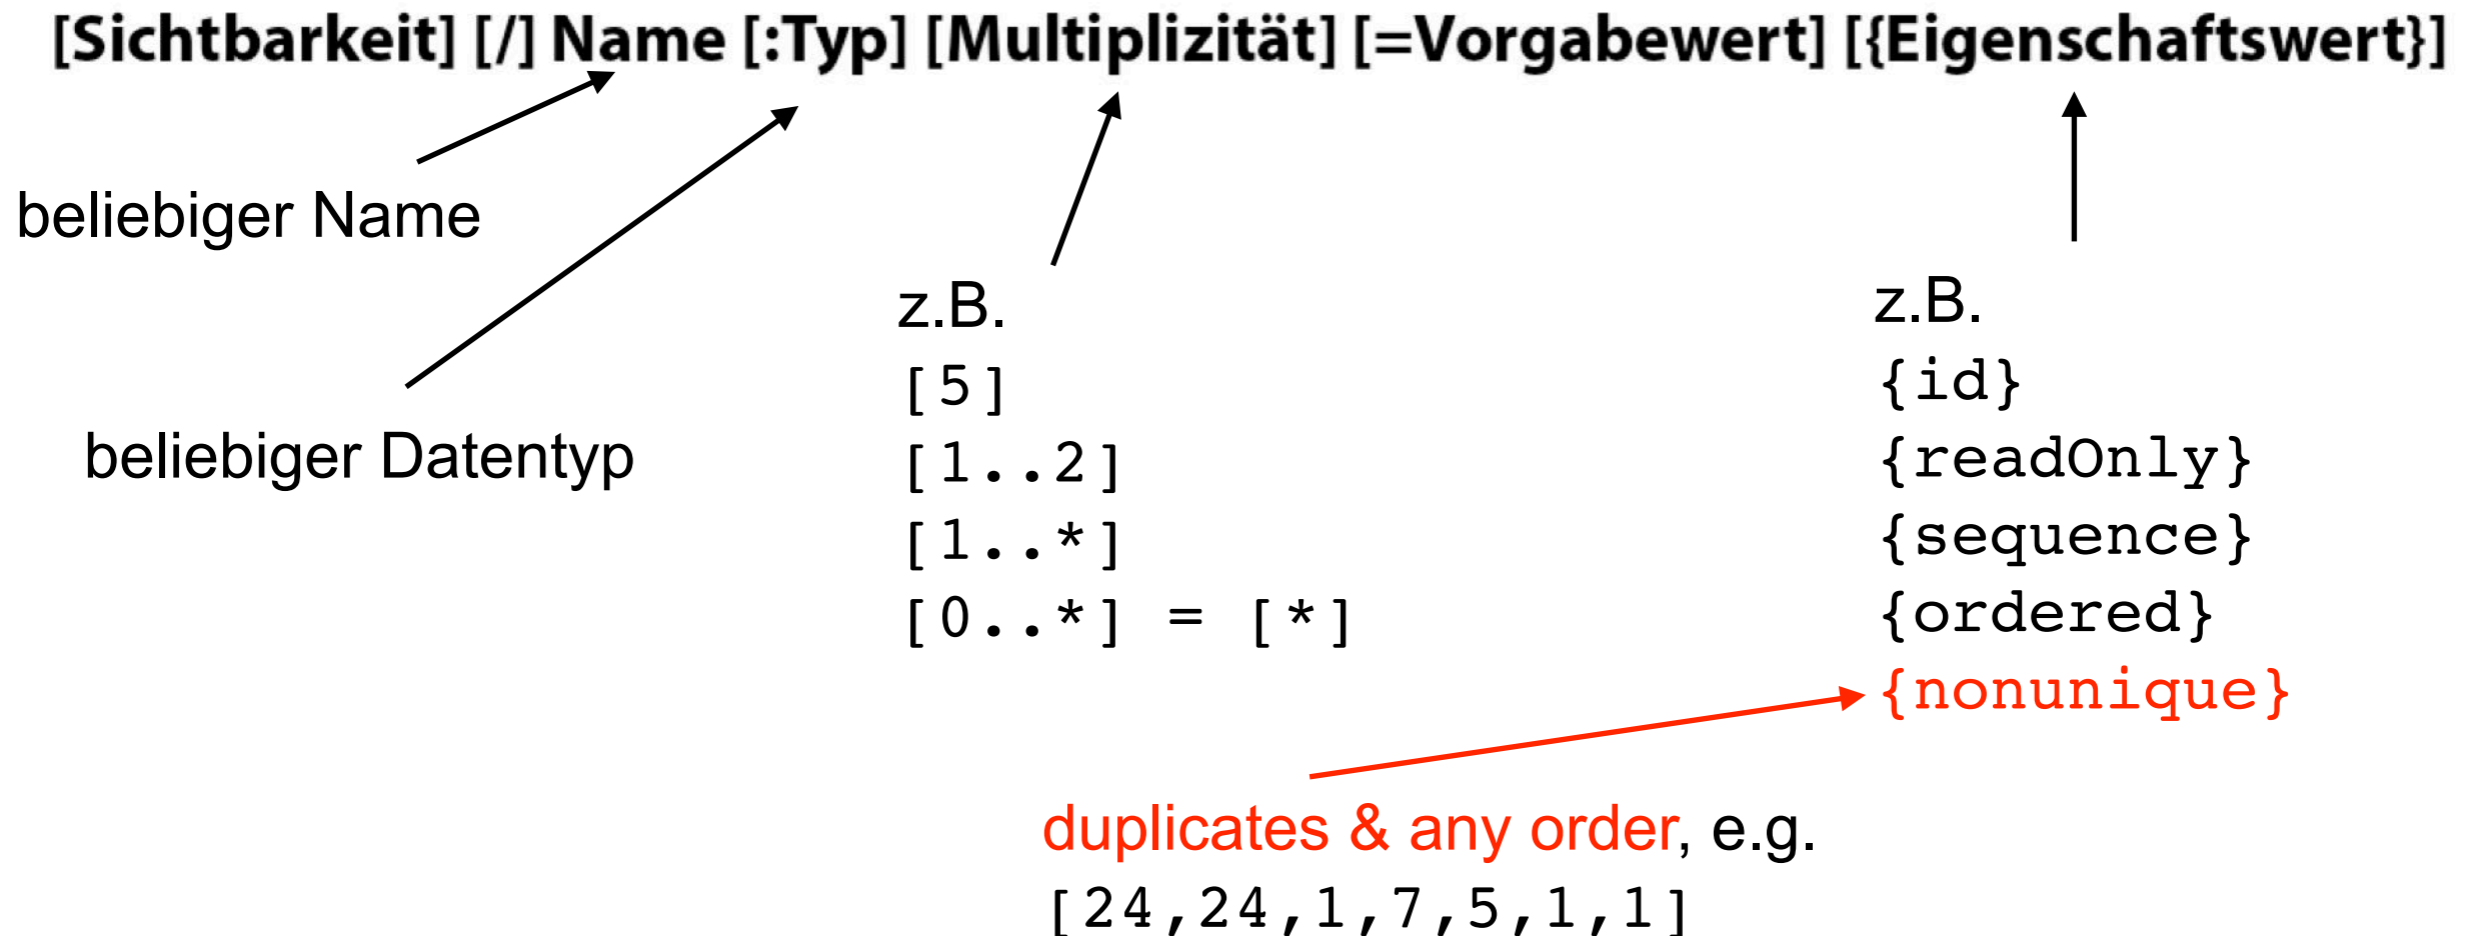 [Sichtbarkeit] [/] Name [:Typ] [Multiplizität] [=Vorgabewert] [{Eigenschaftswert}]
beliebiger Name
beliebiger Datentyp
z.B.
[5]
[1..2]
[1..*]
[0..*] = [*]
z.B.
{id}
{readOnly}
{sequence}
{ordered}
{nonunique}
duplicates & any order, e.g.
[24,24,1,7,5,1,1]